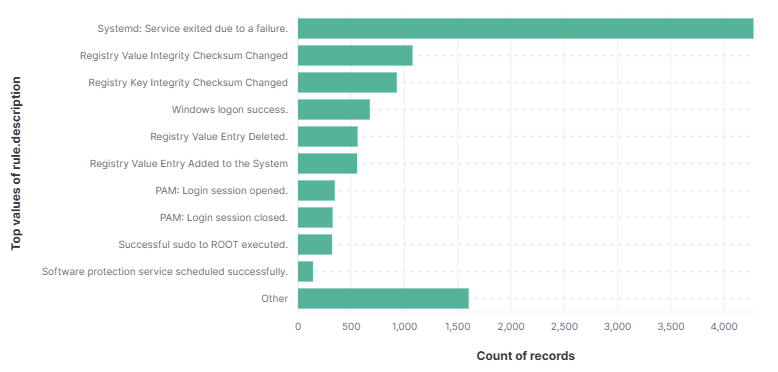 Top values of rule.description
Systemd: Service exited due to a failure.
Registry Value Integrity Checksum Changed
Registry Key Integrity Checksum Changed
Windows logon success.
Registry Value Entry Deleted.
Registry Value Entry Added to the System
PAM: Login session opened.
PAM: Login session closed.
Successful sudo to ROOT executed.
Software protection service scheduled successfully.
Other
0 500 1,000 1,500 2,000 2,500 3,000 3,500 4,000
Count of records